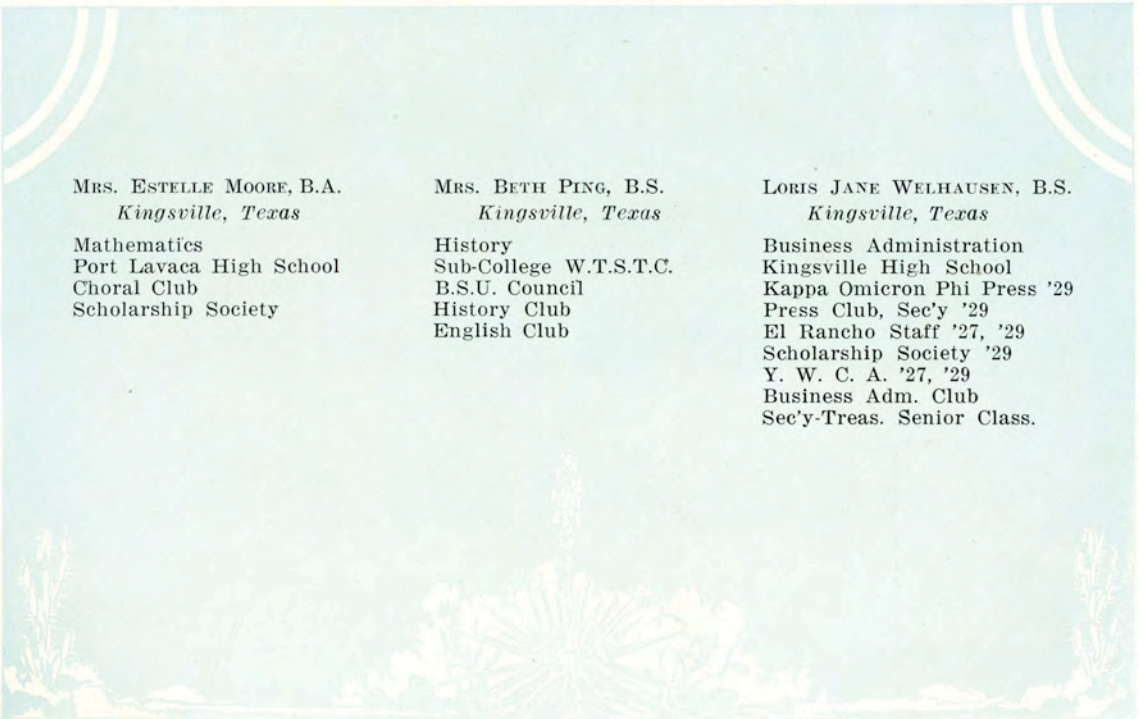 Mrs. Estelle Moore, B.A.
Kingsville, Texas
Mathematics
Port Lavaca High School
Choral Club
Scholarship Society
Mrs. Beth Ping, B.S.
Kingsville, Texas
History
Sub-College W.T.S.T.C.
B.S.U. Council
History Club
English Club
Loris Jane Welhausen, B.S.
Kingsville, Texas
Business Administration
Kingsville High School
Kappa Omicron Phi Press '29
Press Club, Sec'y '29
El Rancho Staff '27, '29
Scholarship Society '29
Y. W. C. A. '27, '29
Business Adm. Club
Sec'y-Treas. Senior Class.